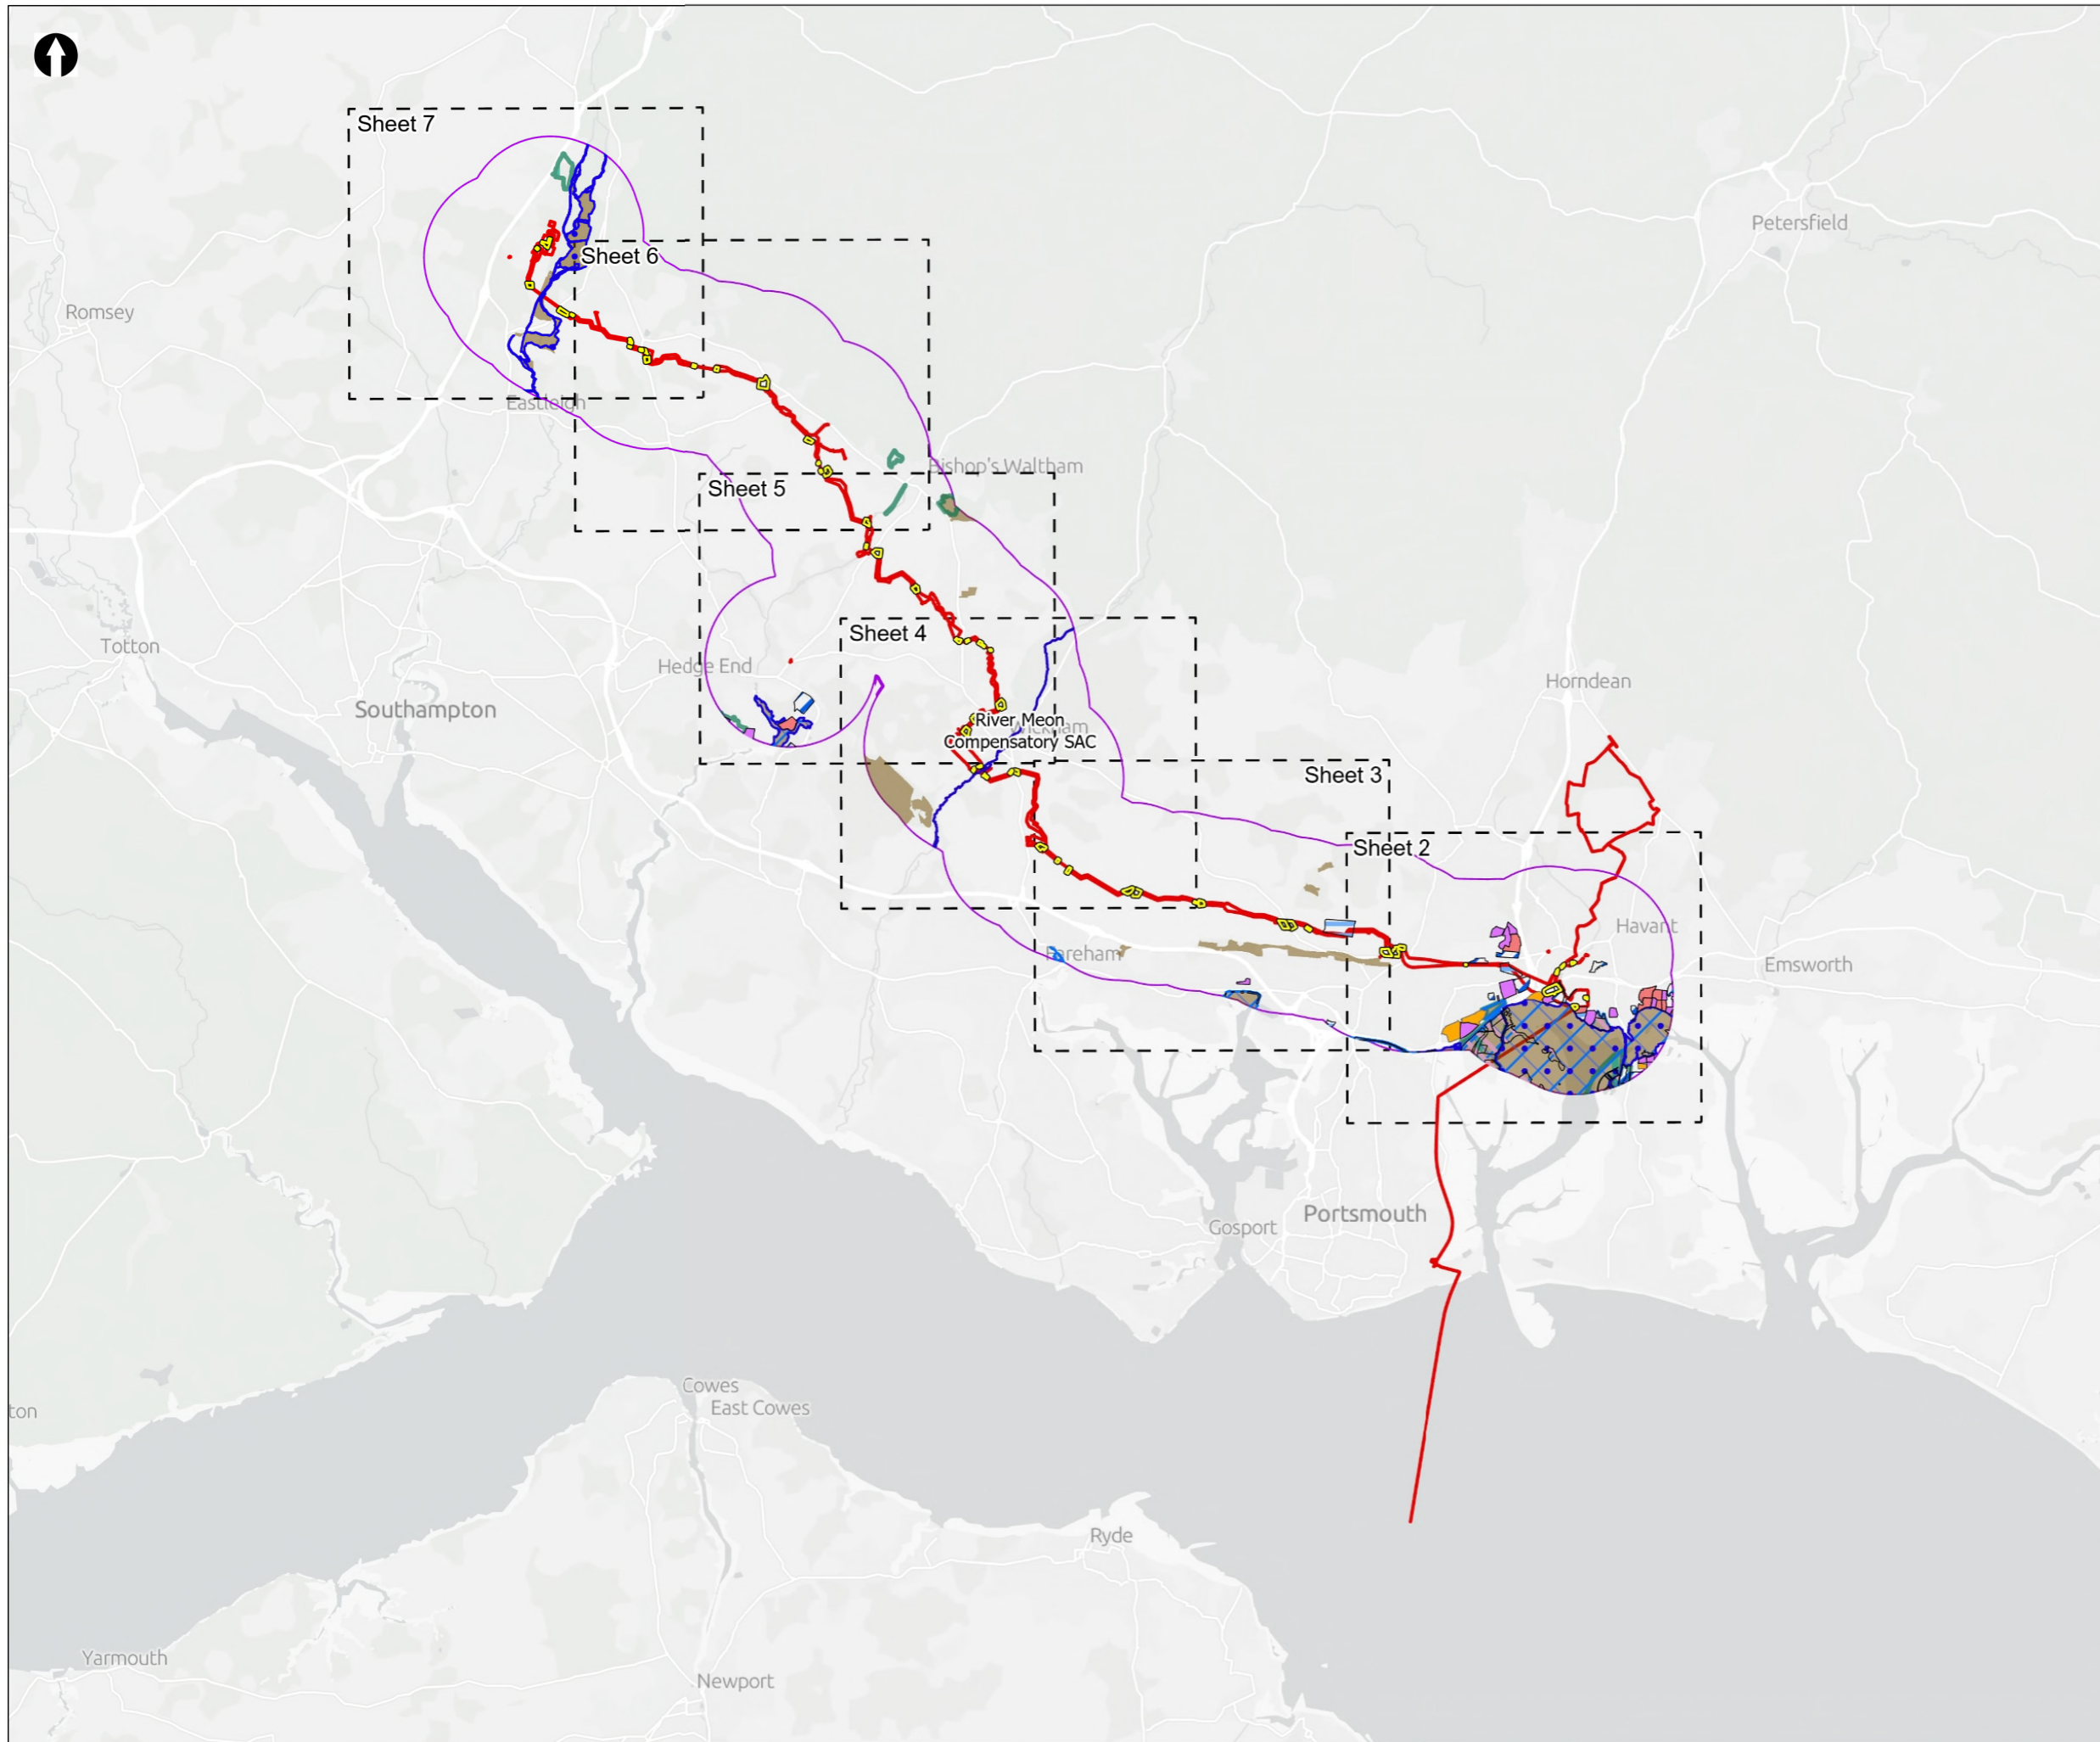 Sheet 7
Petersfield
Sheet 6
Romsey
Eastleigh
Bishop's Waltham
Sheet 5
Sheet 4
Totton
Hedge End
Horndean
Southampton
River Meon
Wickham
Compensatory SAC
Sheet 3
Sheet 2
Havant
Fareham
Emsworth
Portsmouth
Gosport
Cowes
East Cowes
ton
Ryde
Yarmouth
Newport